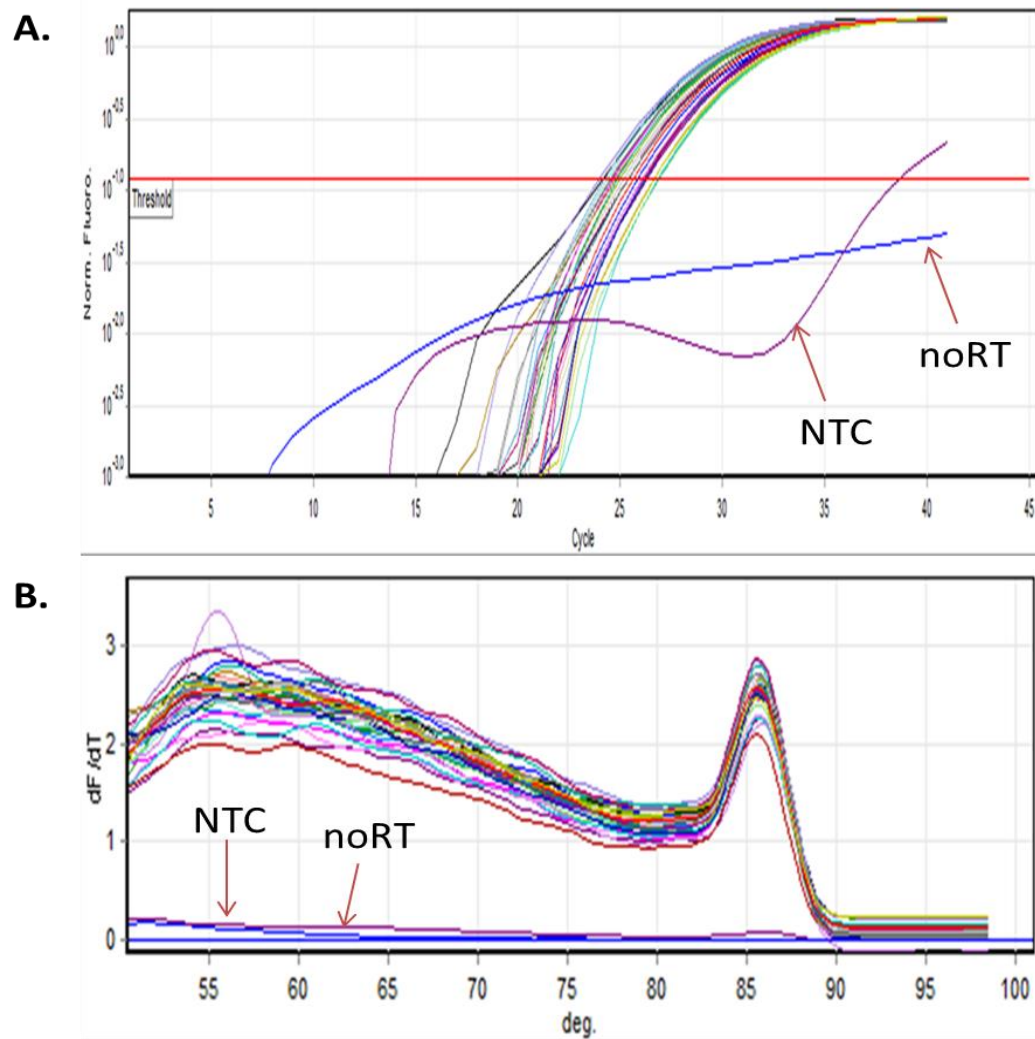 A.
Norm. Fluoro.
10^0.0
10^-0.5
10^-1.0
10^-1.5
10^-2.0
10^-2.5
10^-3.0
Threshold
noRT
NTC
5 10 15 20 25 30 35 40 45
Cycle
B.
dF/dT
3
2
1
0
NTC
noRT
55 60 65 70 75 80 85 90 95 100
deg.